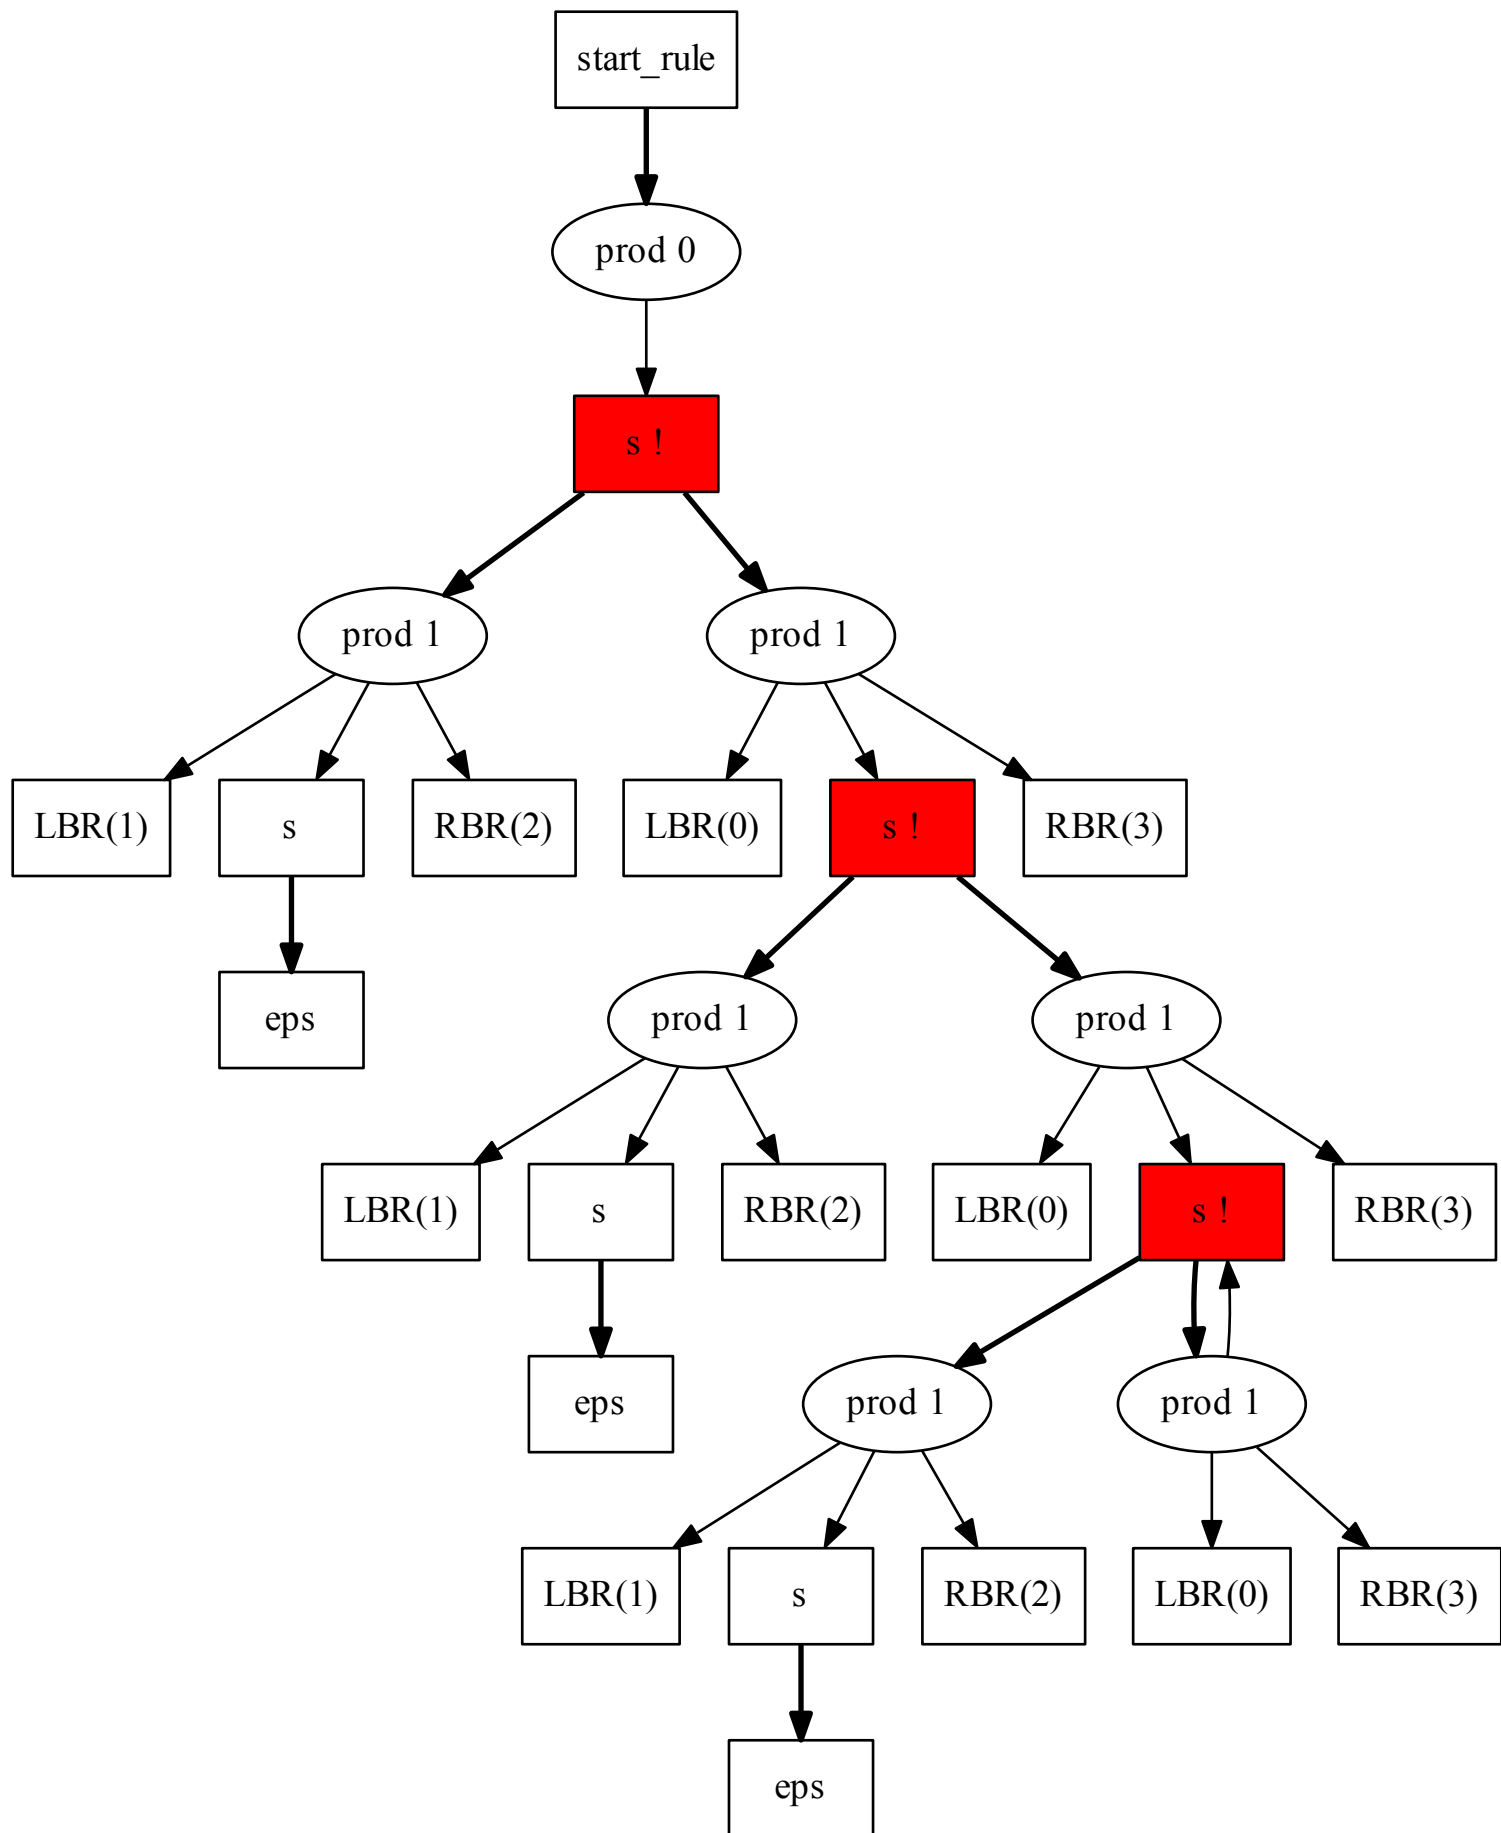 start_rule
prod 0
s !
prod 1
prod 1
LBR(1)
s
RBR(2)
LBR(0)
s !
RBR(3)
eps
prod 1
prod 1
LBR(1)
s
RBR(2)
LBR(0)
s !
RBR(3)
eps
prod 1
prod 1
LBR(1)
s
RBR(2)
LBR(0)
RBR(3)
eps